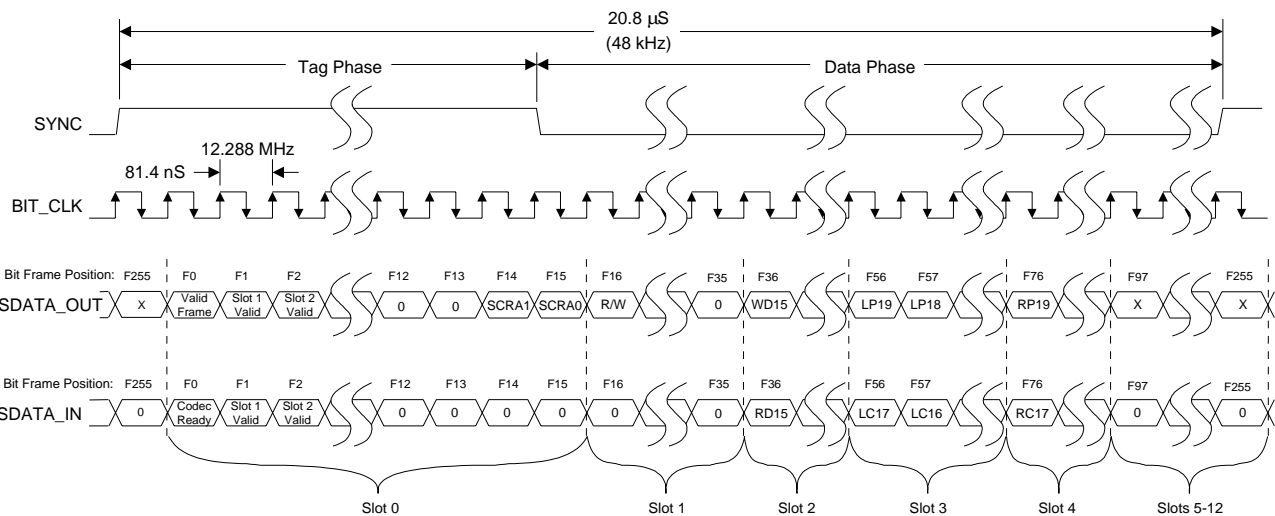 20.8 µS
(48 kHz)
Tag Phase
Data Phase
SYNC
12.288 MHz
81.4 nS
BIT_CLK
Bit Frame Position: F255 F0 F1 F2 F12 F13 F14 F15 F16 F35 F36 F56 F57 F76 F97 F255
SDATA_OUT X Valid Frame Slot 1 Valid Slot 2 Valid 0 0 SCRA1 SCRA0 R/W 0 WD15 LP19 LP18 RP19 X X
Bit Frame Position: F255 F0 F1 F2 F12 F13 F14 F15 F16 F35 F36 F56 F57 F76 F97 F255
SDATA_IN 0 Codec Ready Slot 1 Valid Slot 2 Valid 0 0 0 0 0 0 RD15 LC17 LC16 RC17 0 0
Slot 0 Slot 1 Slot 2 Slot 3 Slot 4 Slots 5-12